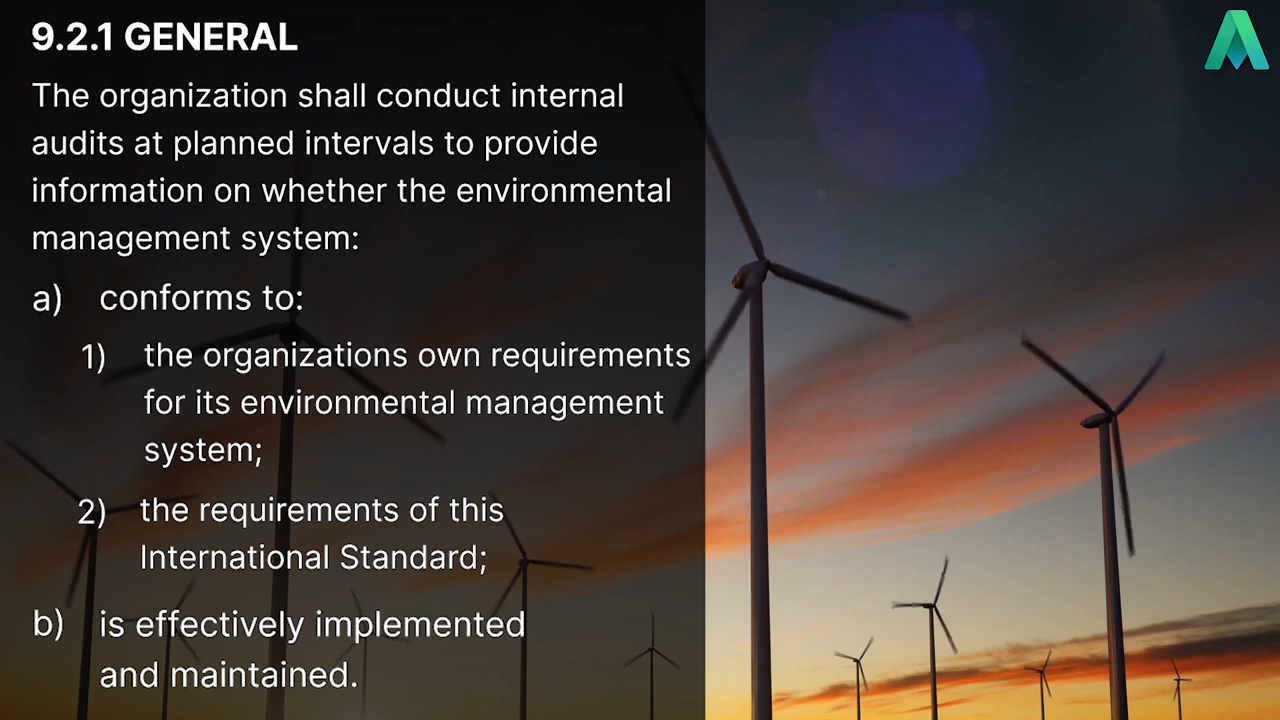 9.2.1 GENERAL
The organization shall conduct internal
audits at planned intervals to provide
information on whether the environmental
management system:
a) conforms to:
1) the organizations own requirements
for its environmental management
system;
2) the requirements of this
International Standard;
b) is effectively implemented
and maintained.